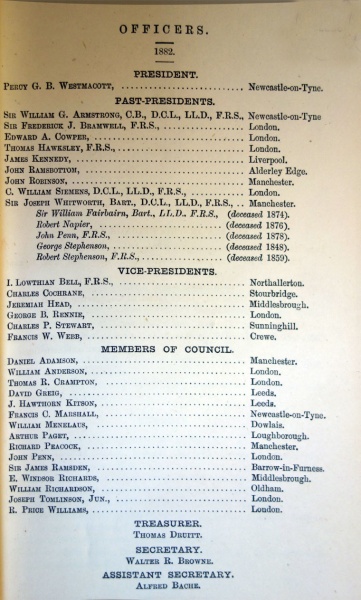 OFFICERS.
1882.
PRESIDENT.
PERCY G. B. WESTMACOTT, Newcastle-on-Tyne.
PAST-PRESIDENTS.
SIR WILLIAM G. ARMSTRONG, C.B., D.C.L., LL.D., F.R.S., Newcastle-on-Tyne
SIR FREDERICK J. BRAMWELL, F.R.S., London.
EDWARD A. COWPER, London.
THOMAS HAWKSLEY, F.R.S., London.
JAMES KENNEDY, Liverpool.
JOHN RAMSBOTTOM, Alderley Edge.
JOHN ROBINSON, Manchester.
C. WILLIAM SIEMENS, D.C.L., LL.D., F.R.S., London.
SIR JOSEPH WHITWORTH, BART., D.C.L., LL.D., F.R.S., Manchester.
Sir William Fairbairn, Bart., LL.D. F.R.S., (deceased 1874).
Robert Napier, (deceased 1876).
John Penn, F.R.S., (deceased 1878).
George Stephenson, (deceased 1848).
Robert Stephenson, F.R.S., (deceased 1859).
VICE-PRESIDENTS.
I. LOWTHIAN BELL, F.R.S., Northallerton.
CHARLES COCHRANE, Stourbridge.
JEREMIAH HEAD, Middlesbrough.
GEORGE B. RENNIE, London.
CHARLES P. STEWART, Sunninghill.
FRANCIS W. WEBB, Crewe.
MEMBERS OF COUNCIL.
DANIEL ADAMSON, Manchester.
WILLIAM ANDERSON, London.
THOMAS R. CRAMPTON, London.
DAVID GREIG, Leeds.
J. HAWTHORN KITSON, Leeds.
FRANCIS C. MARSHALL, Newcastle-on-Tyne.
WILLIAM MENELAUS, Dowlais.
ARTHUR PAGET, Loughborough.
RICHARD PEACOCK, Manchester.
JOHN PENN, London.
SIR JAMES RAMSDEN, Barrow-in-Furness.
E. WINDSOR RICHARDS, Middlesbrough.
WILLIAM RICHARDSON, Oldham.
JOSEPH TOMLINSON, JUN., London.
R. PRICE WILLIAMS, London.
TREASURER.
THOMAS DRUITT.
SECRETARY.
WALTER R. BROWNE.
ASSISTANT SECRETARY.
ALFRED BACHE.